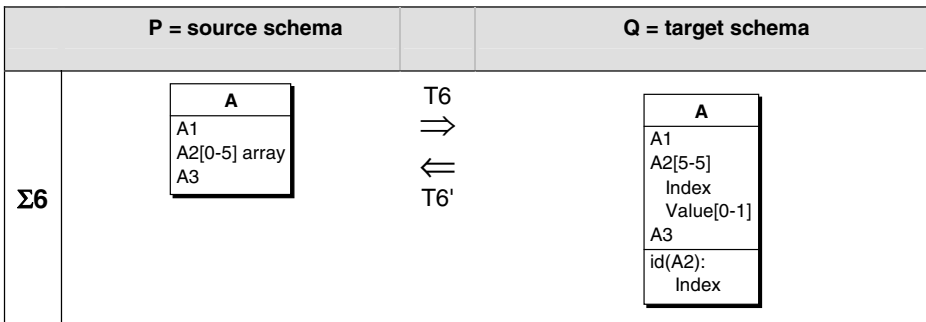 P = source schema
Q = target schema
Σ6
A
A1
A2[0-5] array
A3
T6
⇒
⇐
T6'
A
A1
A2[5-5]
Index
Value[0-1]
A3
id(A2):
Index